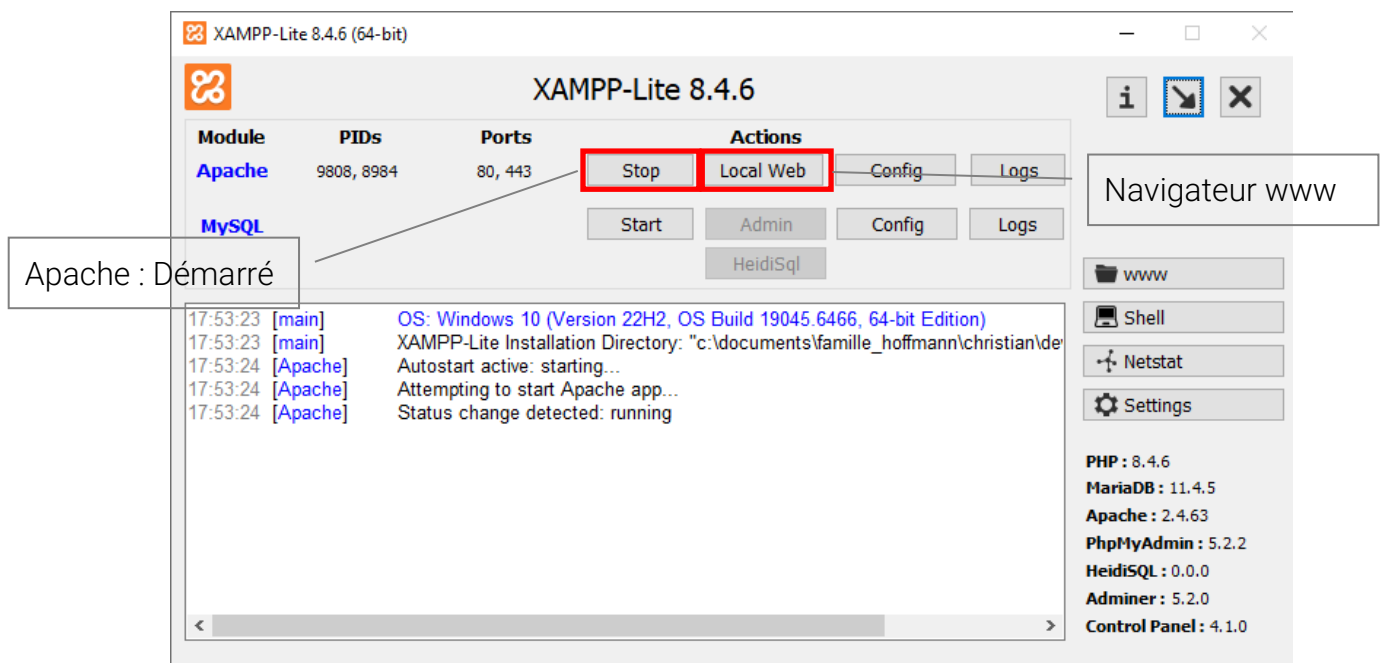 XAMPP-Lite 8.4.6 (64-bit)
XAMPP-Lite 8.4.6
Module PIDs Ports Actions
Apache 9808, 8984 80, 443 Stop Local Web Config Logs
Navigateur www
MySQL Start Admin Config Logs
HeidiSql
Apache : Démarré
www
Shell
Netstat
Settings
17:53:23 [main] OS: Windows 10 (Version 22H2, OS Build 19045.6466, 64-bit Edition)
17:53:23 [main] XAMPP-Lite Installation Directory: "c:\documents\famille_hoffmann\christian\de
17:53:24 [Apache] Autostart active: starting...
17:53:24 [Apache] Attempting to start Apache app...
17:53:24 [Apache] Status change detected: running
PHP : 8.4.6
MariaDB : 11.4.5
Apache : 2.4.63
PhpMyAdmin : 5.2.2
HeidiSQL : 0.0.0
Adminer : 5.2.0
Control Panel : 4.1.0